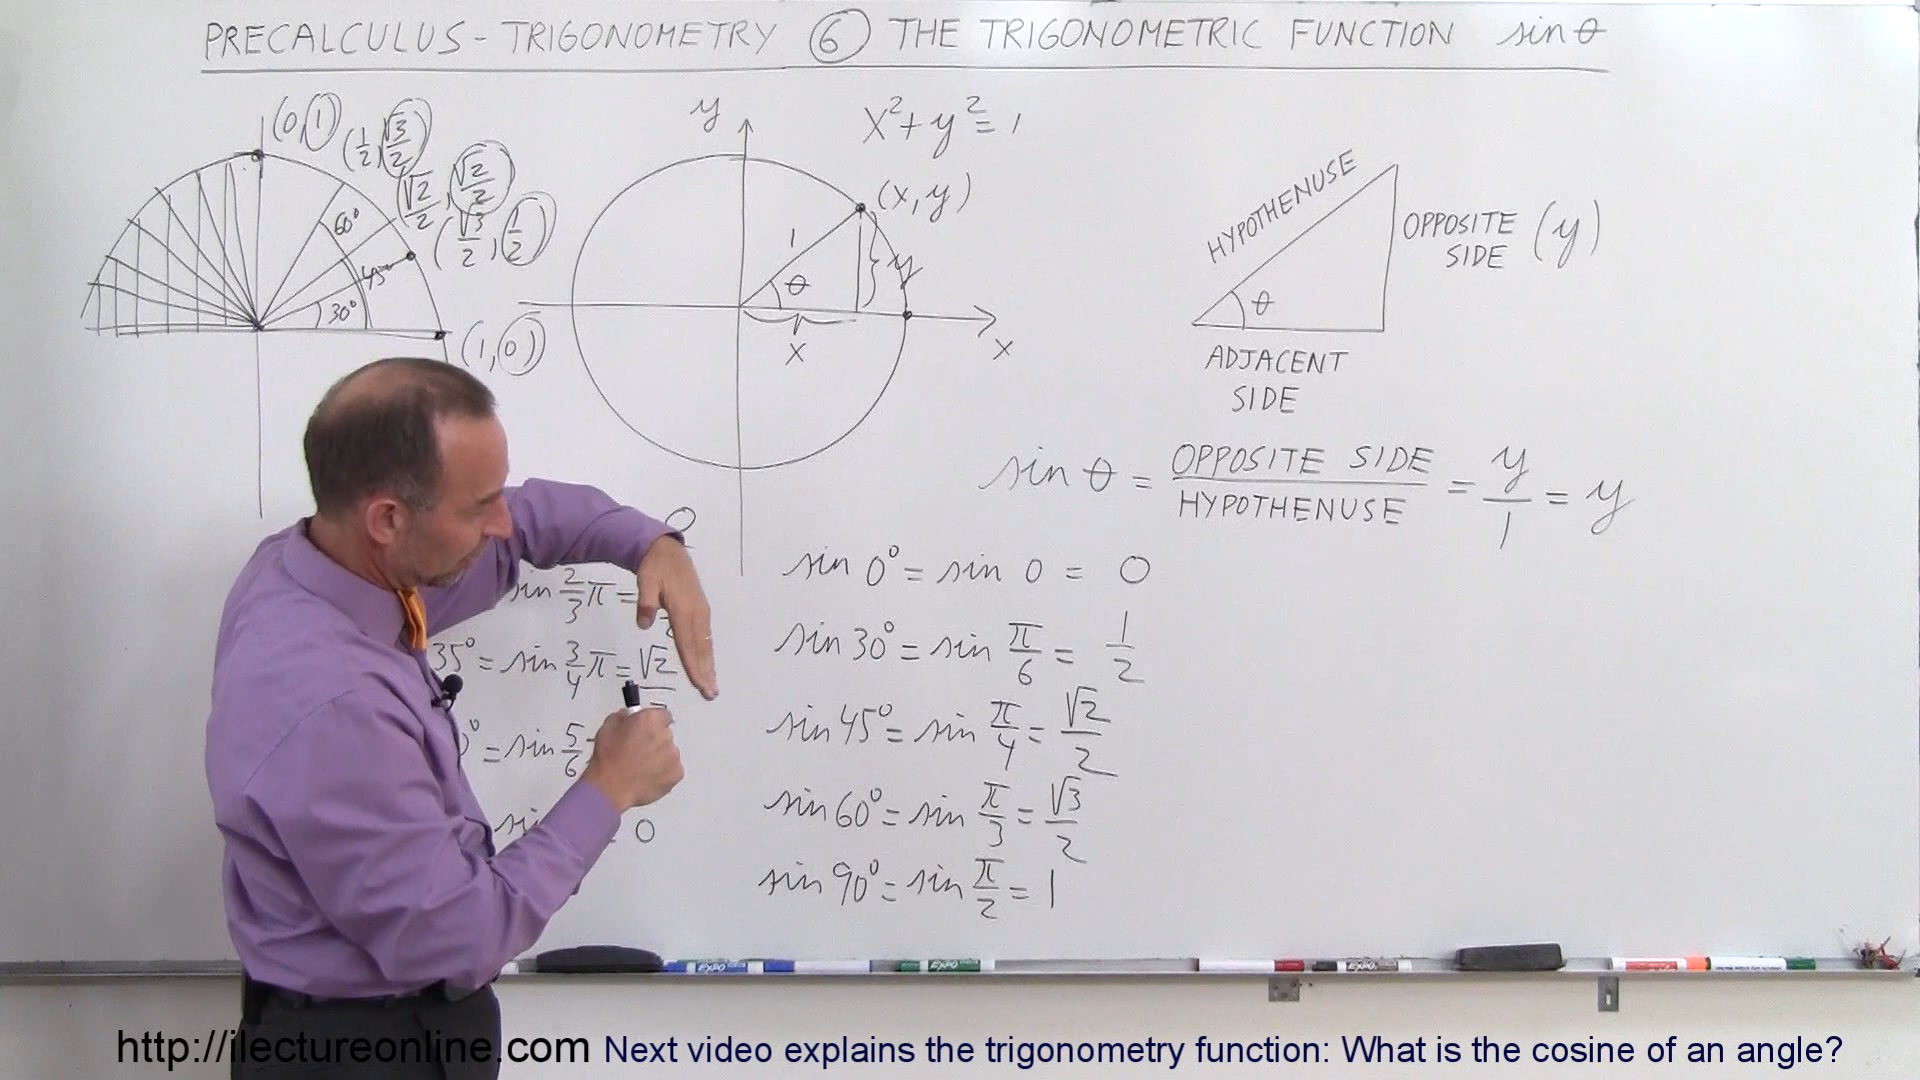 PRECALCULUS - TRIGONOMETRY ⑥ THE TRIGONOMETRIC FUNCTION sin θ
(0,1)
(1/2, √3/2)
(√2/2, √2/2)
(√3/2, 1/2)
(1,0)
60°
45°
30°
y
x² + y² = 1
(x, y)
1
θ
y
x
x
HYPOTHENUSE
OPPOSITE SIDE (y)
θ
ADJACENT
SIDE
sin θ = OPPOSITE SIDE / HYPOTHENUSE = y/1 = y
sin 0° = sin 0 = 0
sin 30° = sin π/6 = 1/2
sin 45° = sin π/4 = √2/2
sin 60° = sin π/3 = √3/2
sin 90° = sin π/2 = 1
0
sin 2/3 π =
35° = sin 3/4 π = √2
° = sin 5/6
sin
0
EXPO
EXPO
EXPO
http://ilectureonline.com Next video explains the trigonometry function: What is the cosine of an angle?